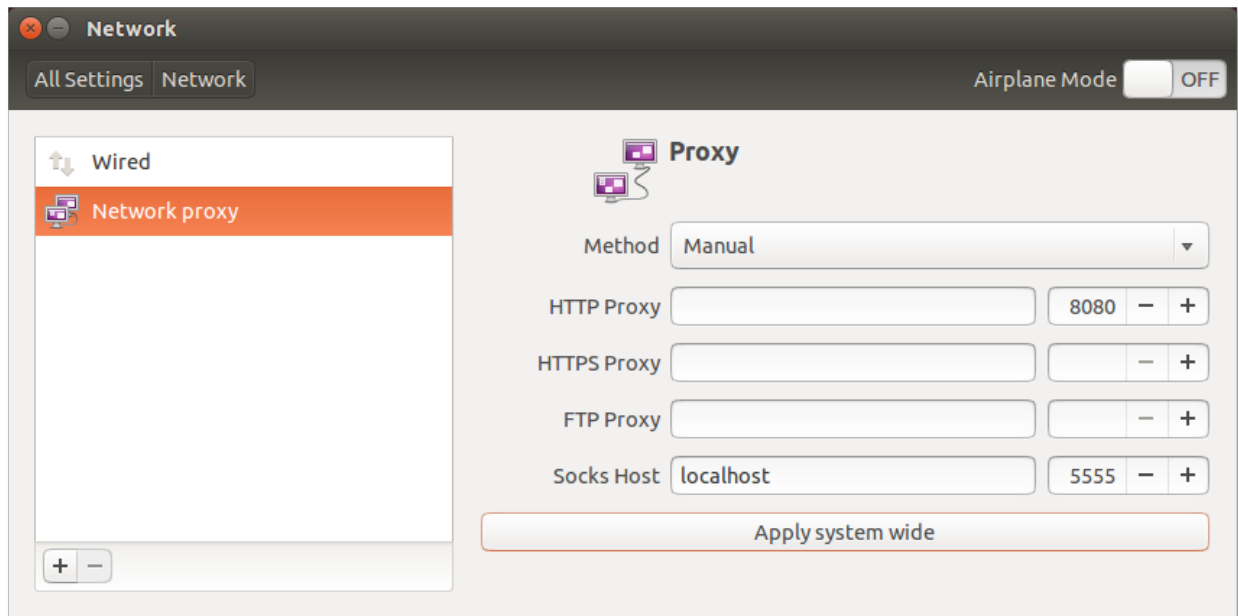 Network
All Settings Network
Airplane Mode OFF
Wired
Network proxy
Proxy
Method Manual
HTTP Proxy 8080 − +
HTTPS Proxy − +
FTP Proxy − +
Socks Host localhost 5555 − +
Apply system wide
+ −